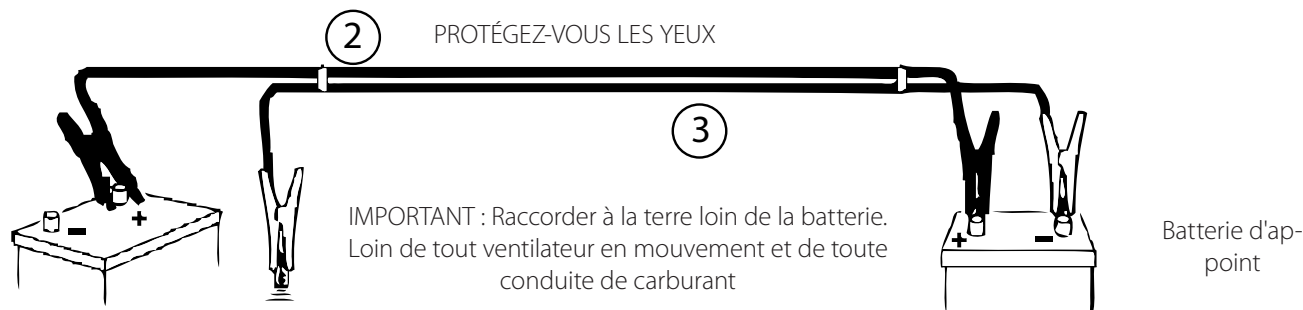 2
PROTÉGEZ-VOUS LES YEUX
3
IMPORTANT : Raccorder à la terre loin de la batterie.
Loin de tout ventilateur en mouvement et de toute
conduite de carburant
- +
+ -
Batterie d'ap-
point